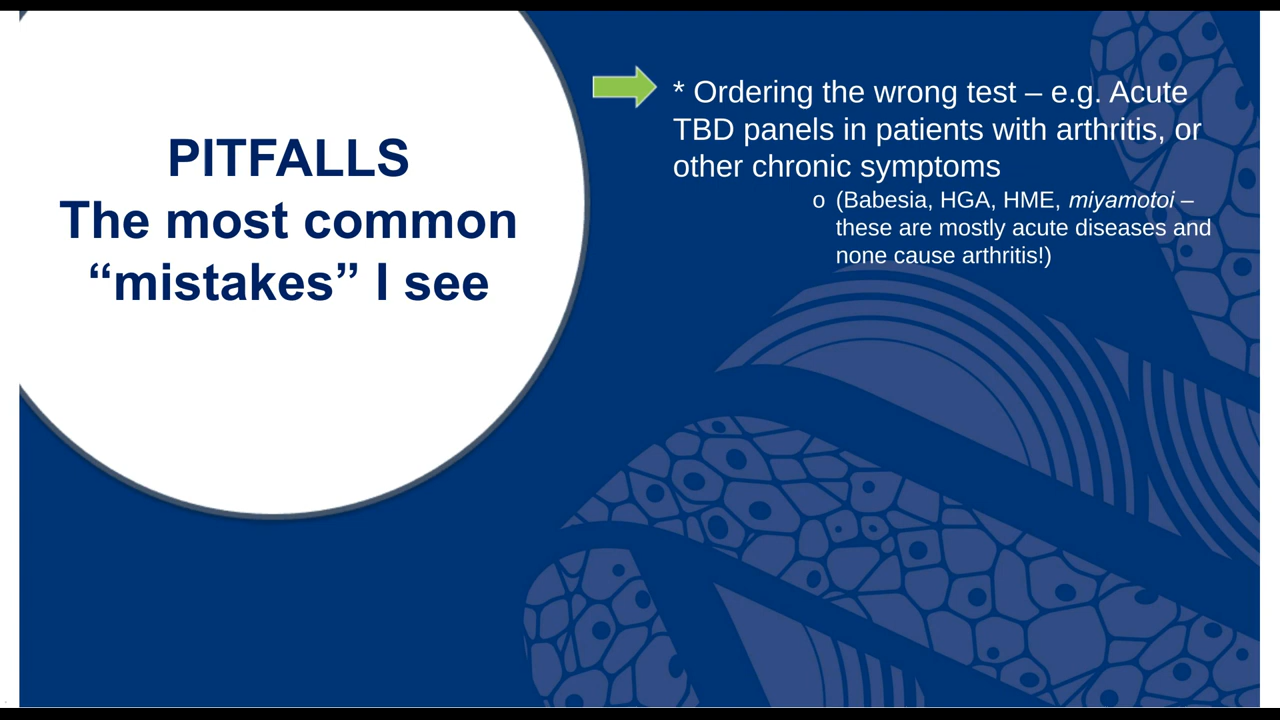 PITFALLS
The most common
“mistakes” I see
* Ordering the wrong test – e.g. Acute
TBD panels in patients with arthritis, or
other chronic symptoms
o (Babesia, HGA, HME, miyamotoi –
these are mostly acute diseases and
none cause arthritis!)